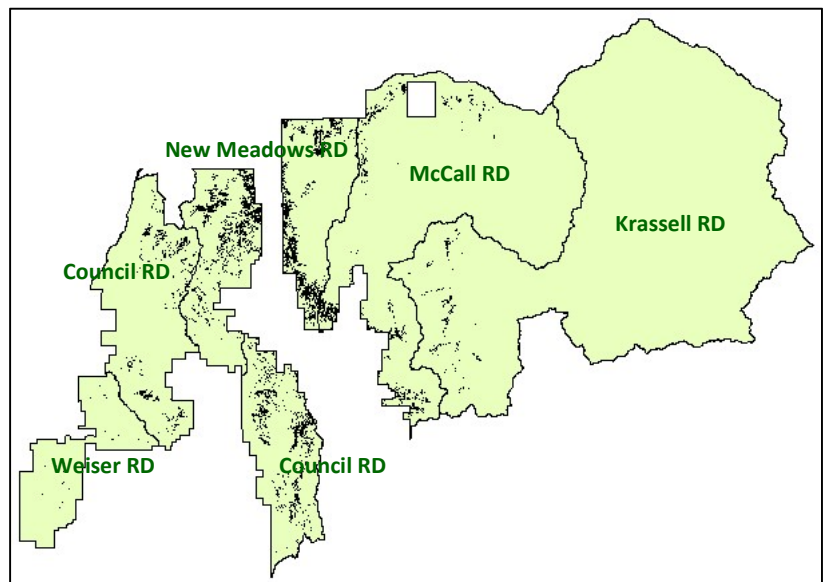 New Meadows RD
McCall RD
Krassell RD
Council RD
Weiser RD
Council RD